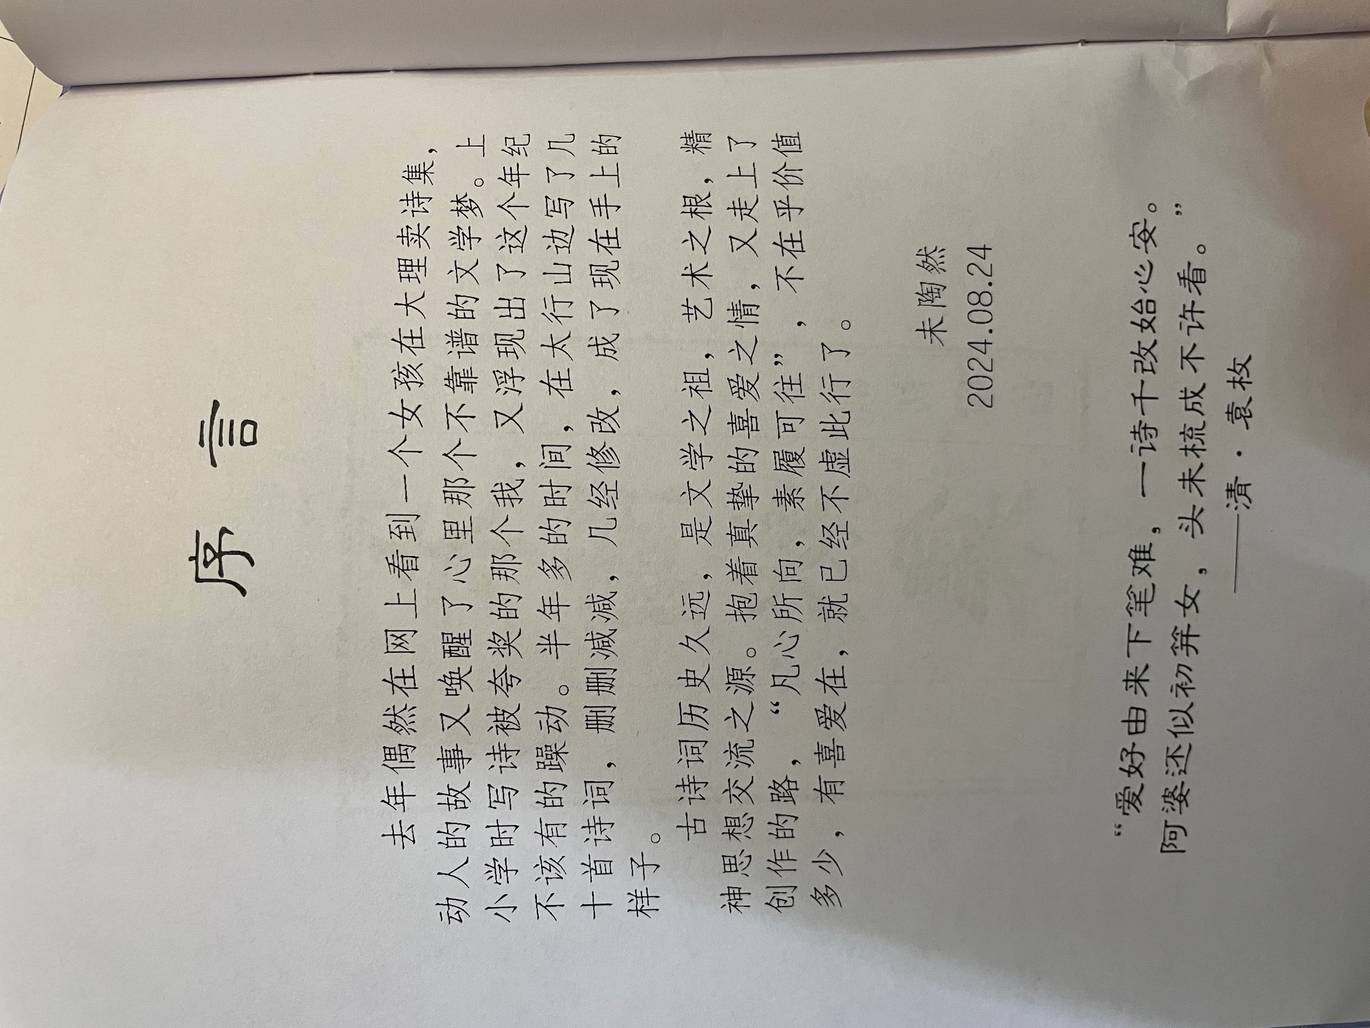 序言
去年偶然在网上看到一个女孩在大理卖诗集，
动人的故事又唤醒了心里那个不靠谱的文学梦。上
小学时写诗被夸奖的那个我，又浮现出了这个年纪
不该有的躁动。半年多的时间，在太行山边写了几
十首诗词，删删减减，几经修改，成了现在手上的
样子。
古诗词历史久远，是文学之祖，艺术之根，精
神思想交流之源。抱着真挚的喜爱之情，又走上了
创作的路，“凡心所向，素履可往”，不在乎价值
多少，有喜爱在，就已经不虚此行了。
未陶然
2024.08.24
“爱好由来下笔难，一诗千改始心安。
阿婆还似初笄女，头未梳成不许看。”
——清·袁枚